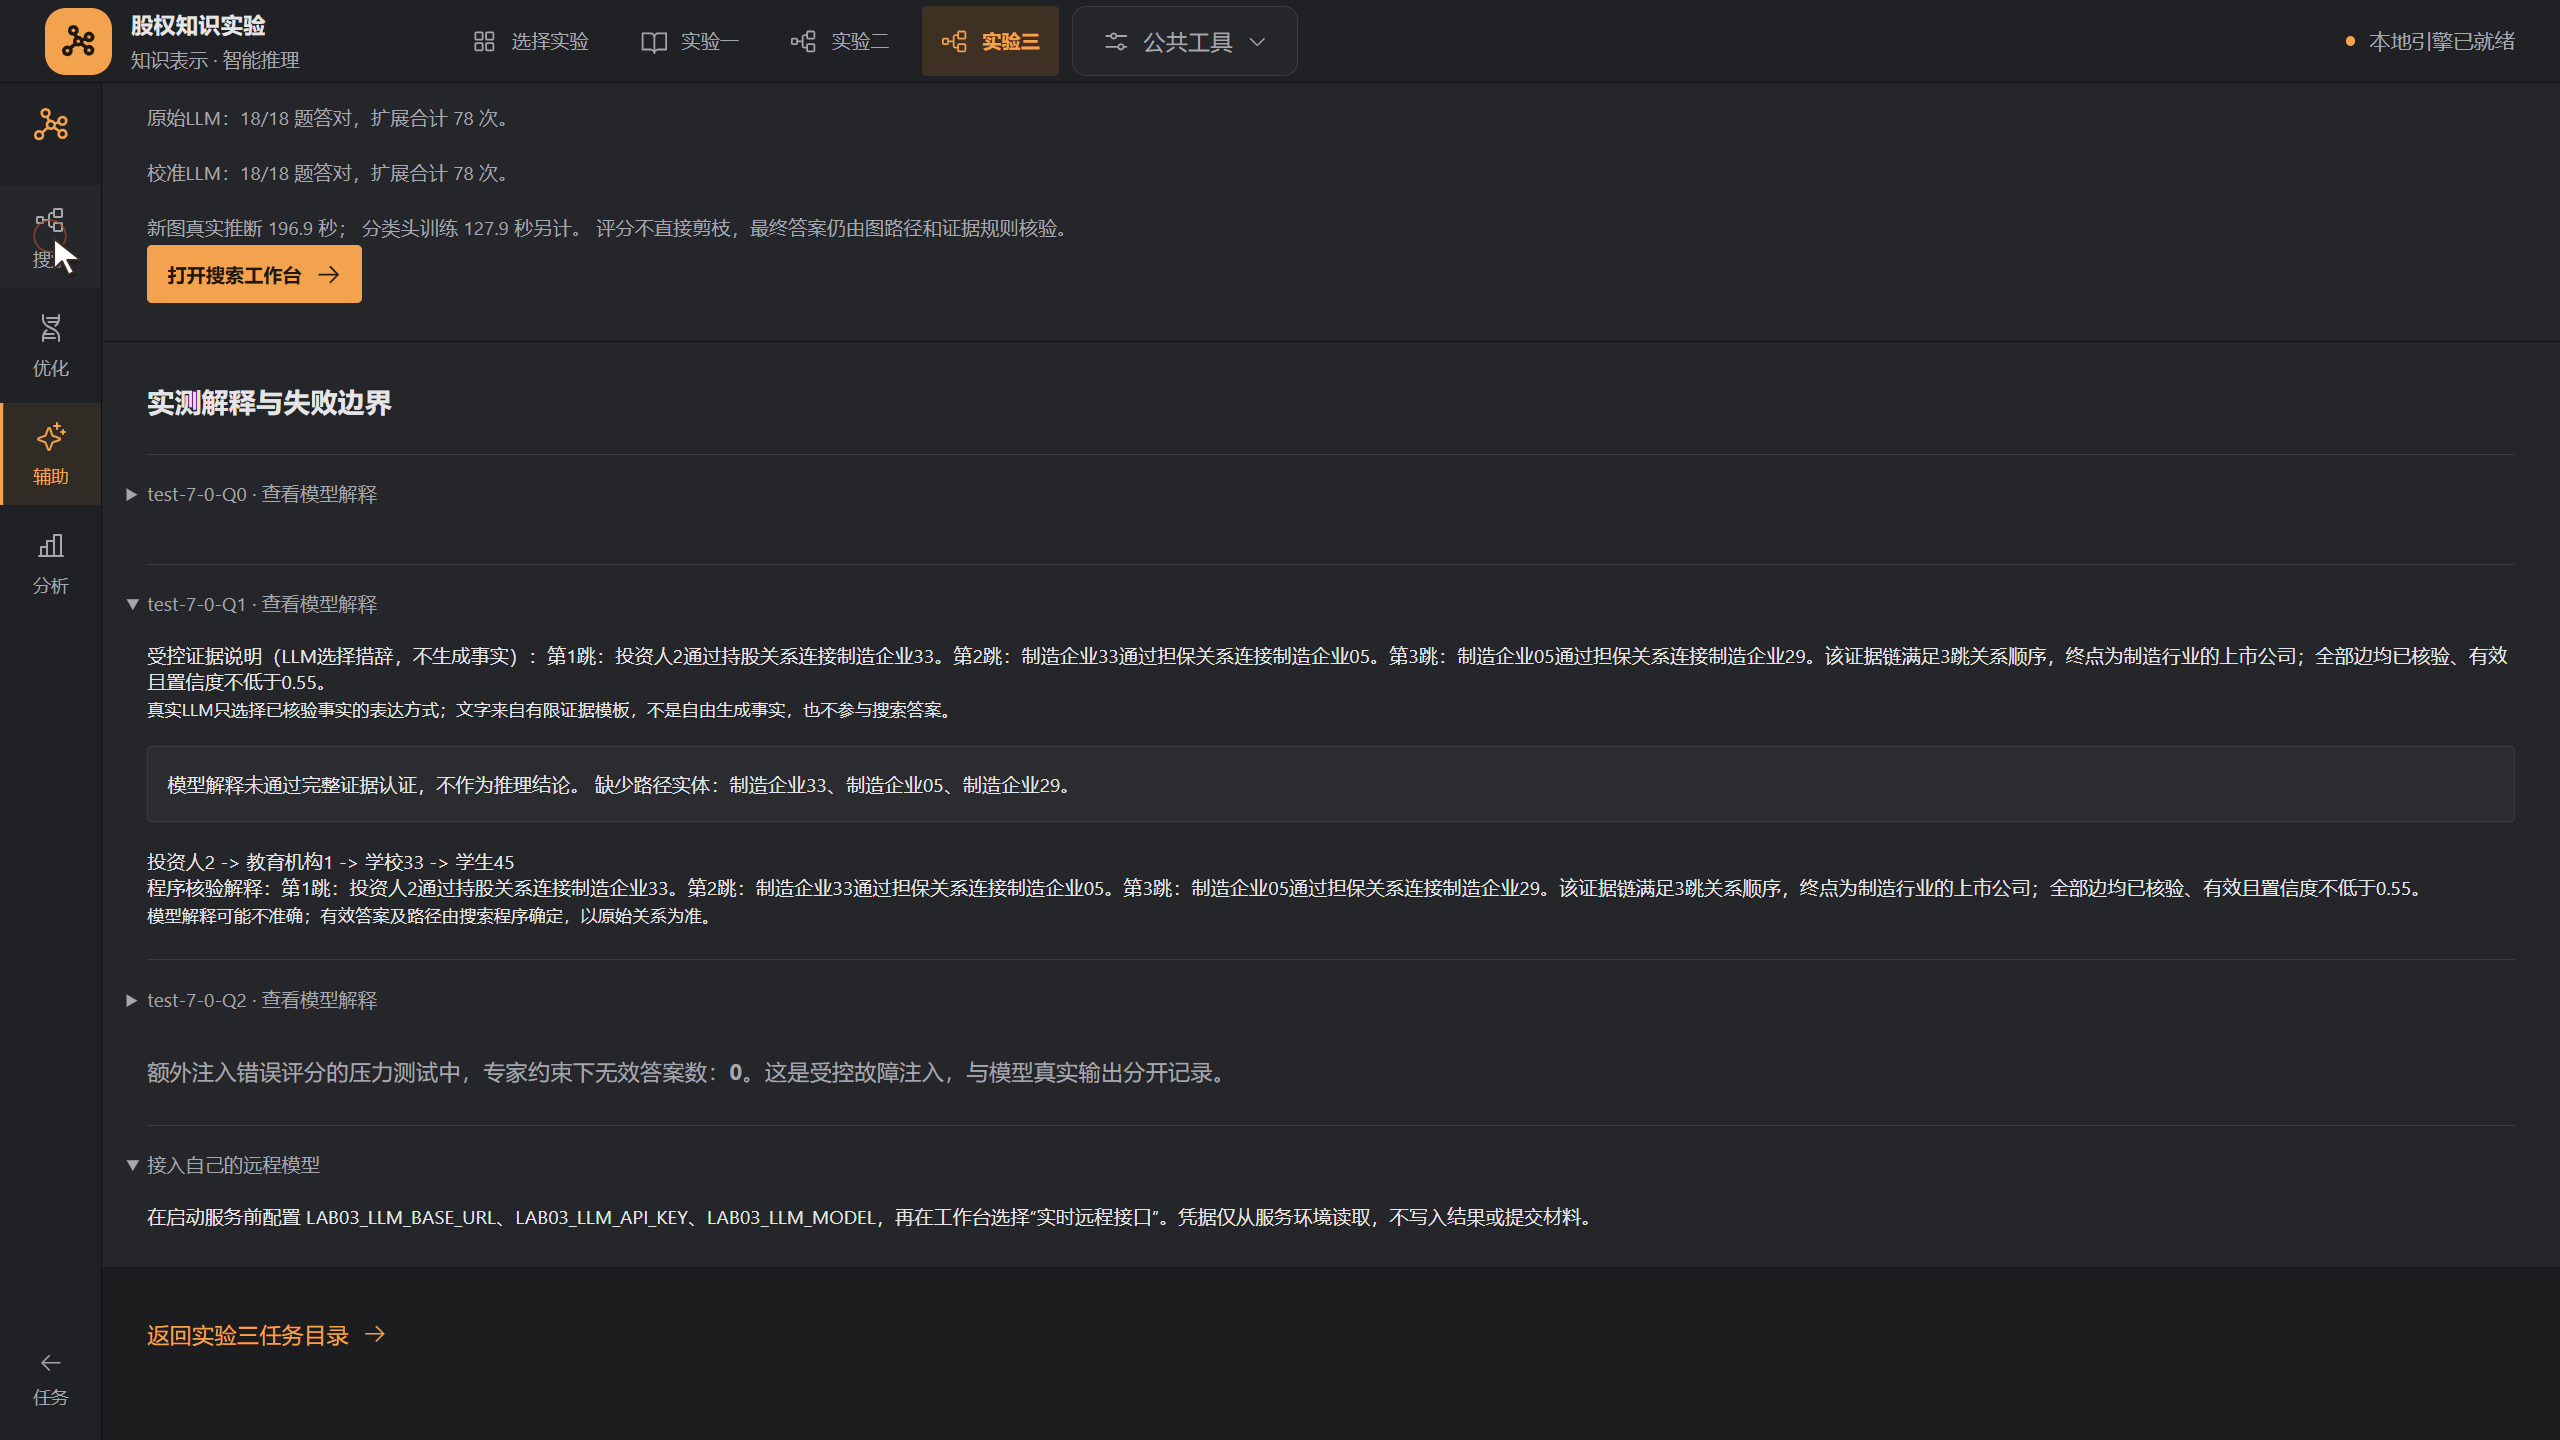 股权知识实验
知识表示 · 智能推理
选择实验
实验一
实验二
实验三
公共工具
本地引擎已就绪
搜
优化
辅助
分析
任务
原始LLM：18/18 题答对，扩展合计 78 次。
校准LLM：18/18 题答对，扩展合计 78 次。
新图真实推断 196.9 秒； 分类头训练 127.9 秒另计。 评分不直接剪枝，最终答案仍由图路径和证据规则核验。
打开搜索工作台 →
实测解释与失败边界
▶ test-7-0-Q0 · 查看模型解释
▼ test-7-0-Q1 · 查看模型解释
受控证据说明（LLM选择措辞，不生成事实）：第1跳：投资人2通过持股关系连接制造企业33。第2跳：制造企业33通过担保关系连接制造企业05。第3跳：制造企业05通过担保关系连接制造企业29。该证据链满足3跳关系顺序，终点为制造行业的上市公司；全部边均已核验、有效
且置信度不低于0.55。
真实LLM只选择已核验事实的表达方式；文字来自有限证据模板，不是自由生成事实，也不参与搜索答案。
模型解释未通过完整证据认证，不作为推理结论。 缺少路径实体：制造企业33、制造企业05、制造企业29。
投资人2 -> 教育机构1 -> 学校33 -> 学生45
程序核验解释：第1跳：投资人2通过持股关系连接制造企业33。第2跳：制造企业33通过担保关系连接制造企业05。第3跳：制造企业05通过担保关系连接制造企业29。该证据链满足3跳关系顺序，终点为制造行业的上市公司；全部边均已核验、有效且置信度不低于0.55。
模型解释可能不准确；有效答案及路径由搜索程序确定，以原始关系为准。
▶ test-7-0-Q2 · 查看模型解释
额外注入错误评分的压力测试中，专家约束下无效答案数：0。这是受控故障注入，与模型真实输出分开记录。
▼ 接入自己的远程模型
在启动服务前配置 LAB03_LLM_BASE_URL、LAB03_LLM_API_KEY、LAB03_LLM_MODEL，再在工作台选择“实时远程接口”。凭据仅从服务环境读取，不写入结果或提交材料。
返回实验三任务目录 →